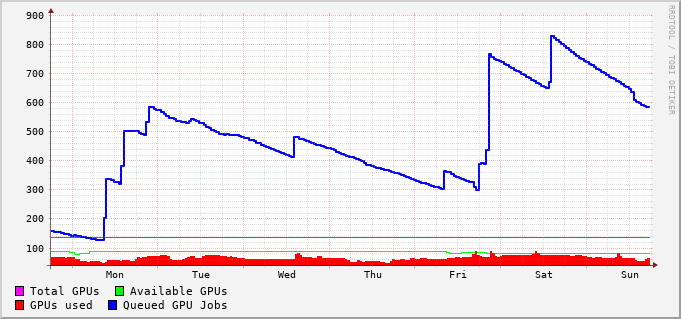 900
800
700
600
500
400
300
200
100
Mon Tue Wed Thu Fri Sat Sun
Total GPUs Available GPUs
GPUs used Queued GPU Jobs
RRDTOOL / TOBI OETIKER